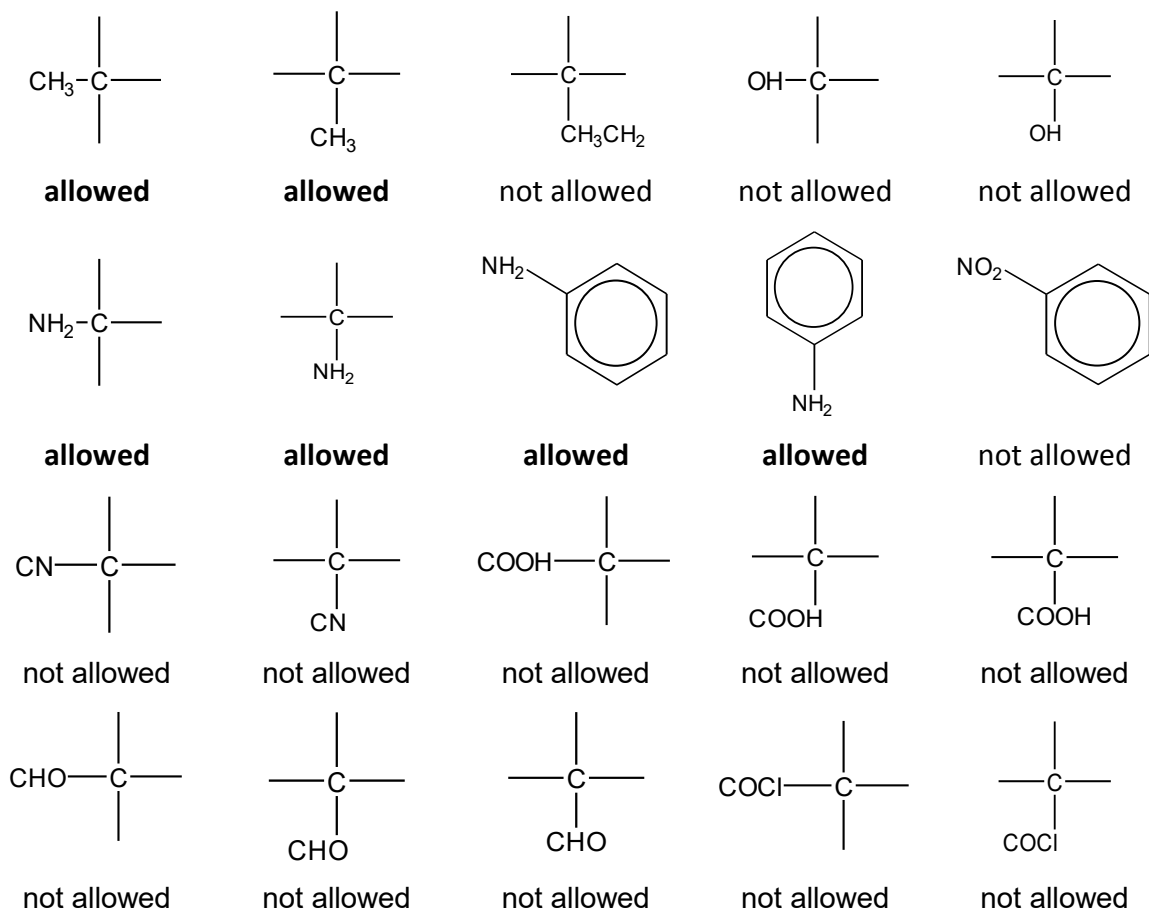 CH3 C C C OH C C
CH3 CH3CH2 OH
allowed allowed not allowed not allowed not allowed
NH2 C C NH2 NO2
NH2 NH2
allowed allowed allowed allowed not allowed
CN C C COOH C C C
CN COOH COOH
not allowed not allowed not allowed not allowed not allowed
CHO C C C COCl C C
CHO CHO COCl
not allowed not allowed not allowed not allowed not allowed